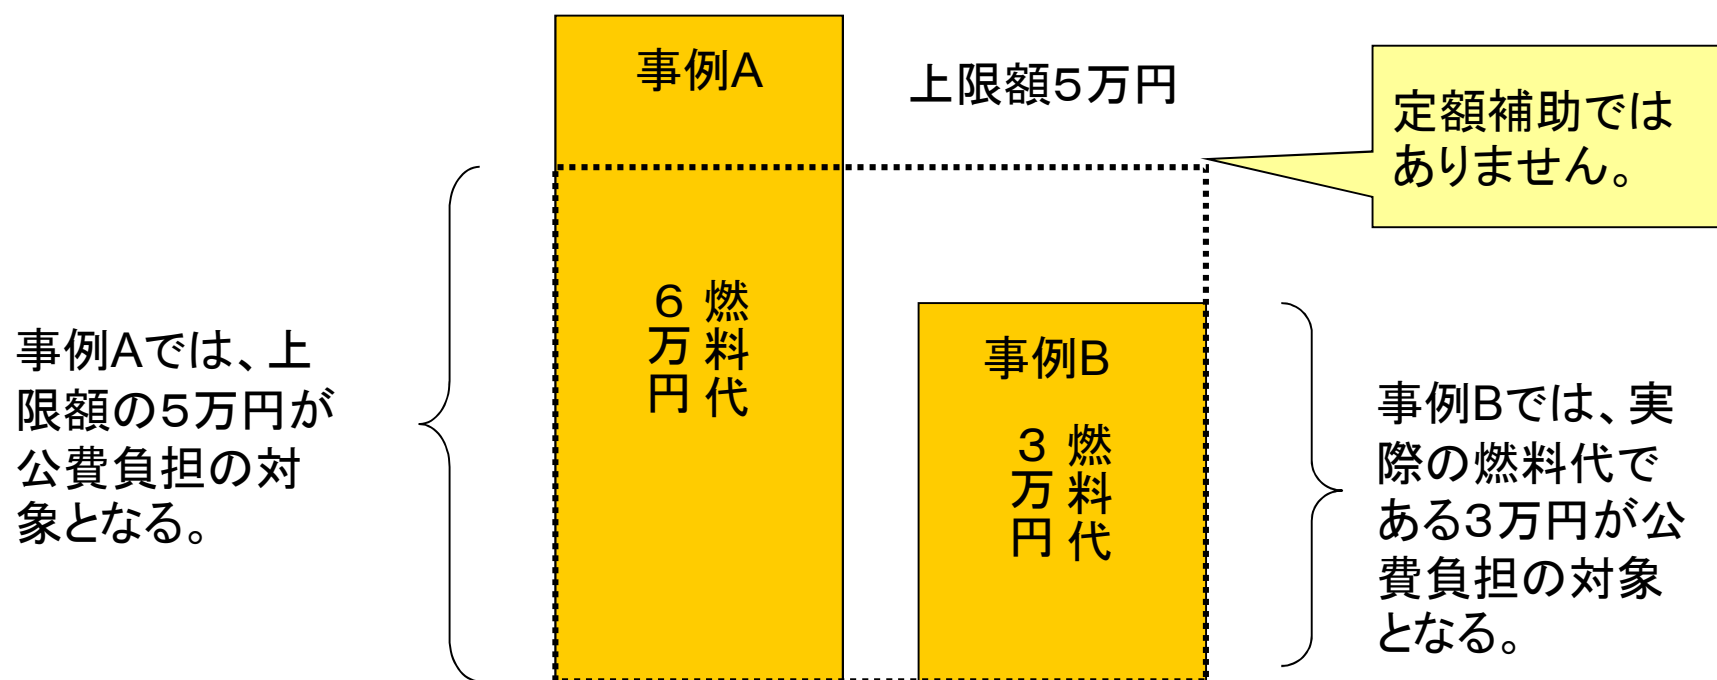 事例A
上限額5万円
定額補助では
ありません。
燃料代
6万円
事例Aでは、上
限額の5万円が
公費負担の対
象となる。
事例B
燃料代
3万円
事例Bでは、実
際の燃料代で
ある3万円が公
費負担の対象
となる。